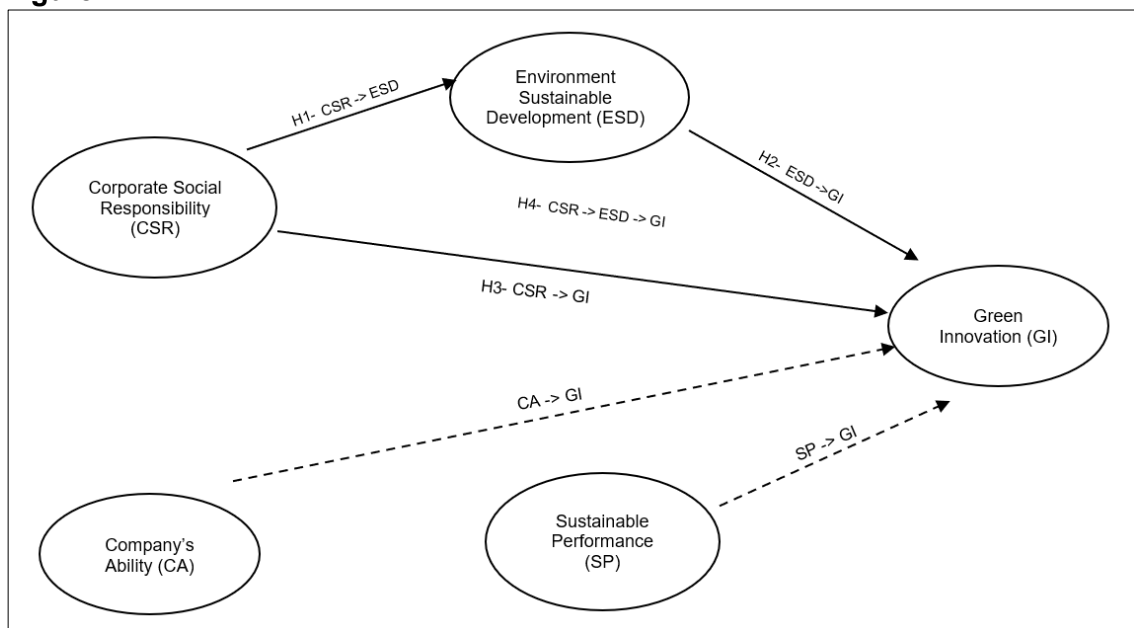 Environment
Sustainable
Development (ESD)
H1- CSR -> ESD
Corporate Social
Responsibility
(CSR)
H2- ESD ->GI
H4- CSR -> ESD -> GI
H3- CSR -> GI
Green
Innovation (GI)
CA -> GI
SP -> GI
Company’s
Ability (CA)
Sustainable
Performance
(SP)